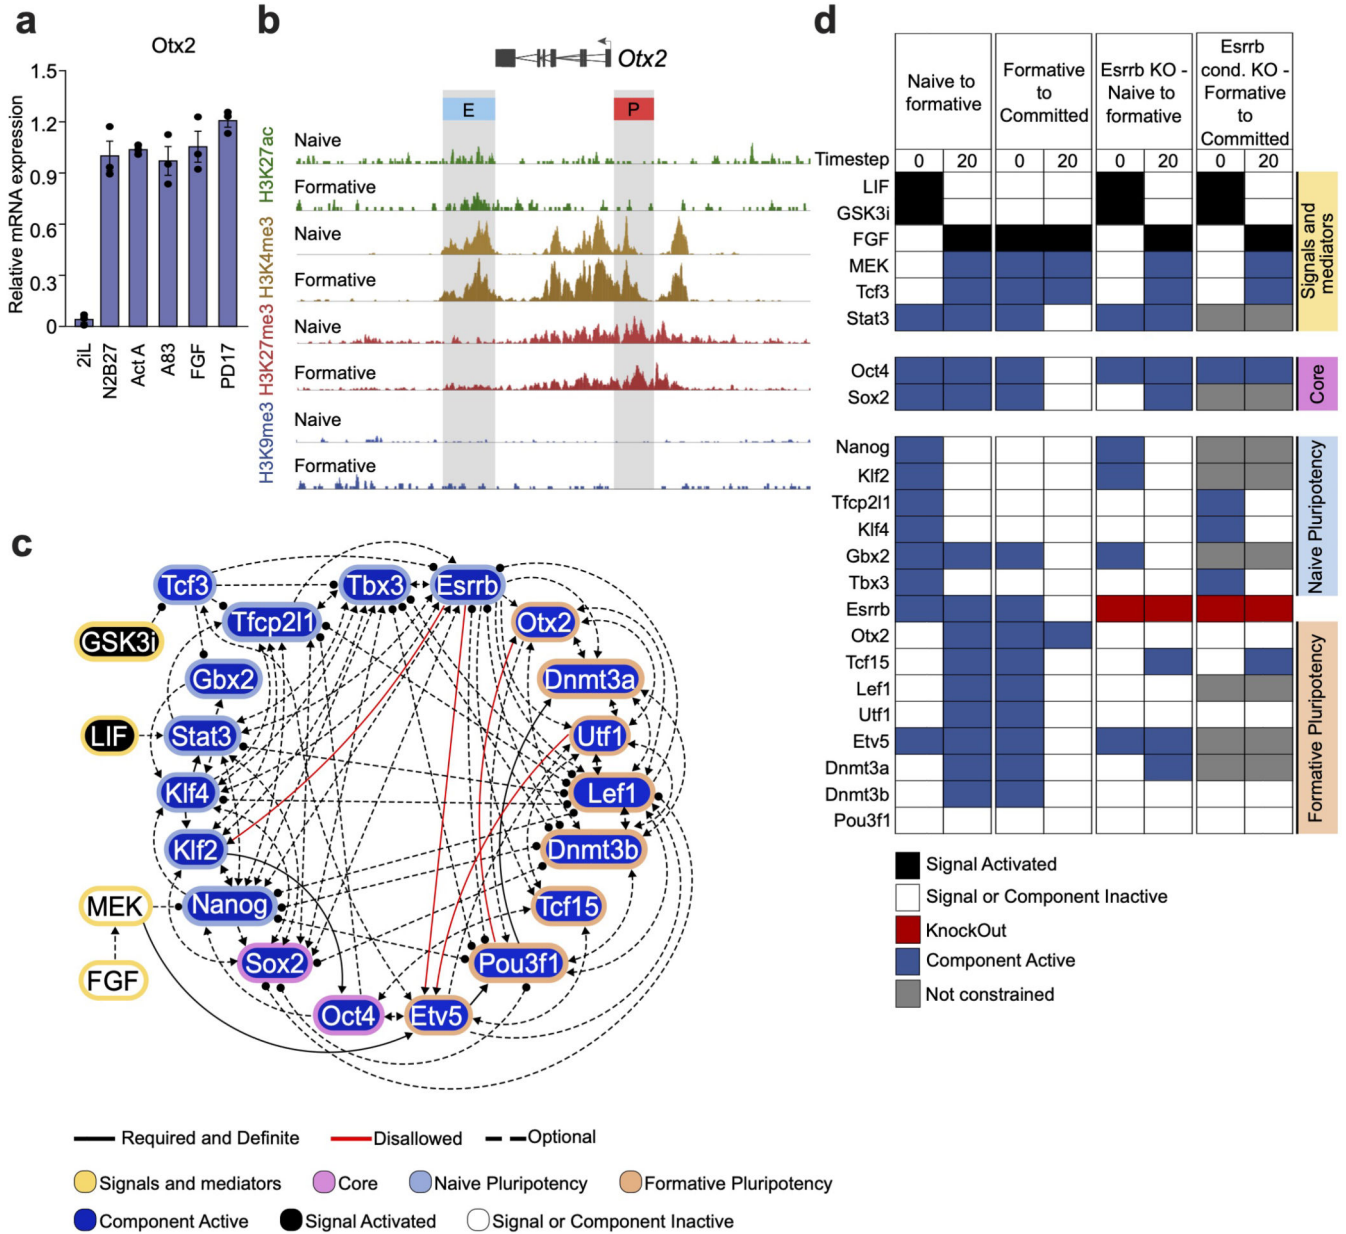 a
Otx2
Relative mRNA expression
1.5
1.2
0.9
0.6
0.3
0
2iL
N2B27
Act A
A83
FGF
PD17
b
Otx2
E
P
H3K27ac
Naive
Formative
H3K4me3
Naive
Formative
H3K27me3
Naive
Formative
H3K9me3
Naive
Formative
c
Tcf3
Tbx3
Esrrb
GSK3i
Tfcp2l1
Otx2
Gbx2
Dnmt3a
LIF
Stat3
Utf1
Klf4
Lef1
Klf2
Dnmt3b
MEK
Nanog
Tcf15
FGF
Sox2
Pou3f1
Oct4
Etv5
Required and Definite
Disallowed
Optional
Signals and mediators
Core
Naive Pluripotency
Formative Pluripotency
Component Active
Signal Activated
Signal or Component Inactive
d
Naive to
formative
Formative
to
Committed
Esrrb KO -
Naive to
formative
Esrrb
cond. KO -
Formative
to
Committed
Timestep
0 20 0 20 0 20 0 20
LIF
GSK3i
FGF
MEK
Tcf3
Stat3
Signals and
mediators
Oct4
Sox2
Core
Nanog
Klf2
Tfcp2l1
Klf4
Gbx2
Tbx3
Esrrb
Naive Pluripotency
Otx2
Tcf15
Lef1
Utf1
Etv5
Dnmt3a
Dnmt3b
Pou3f1
Formative Pluripotency
Signal Activated
Signal or Component Inactive
KnockOut
Component Active
Not constrained